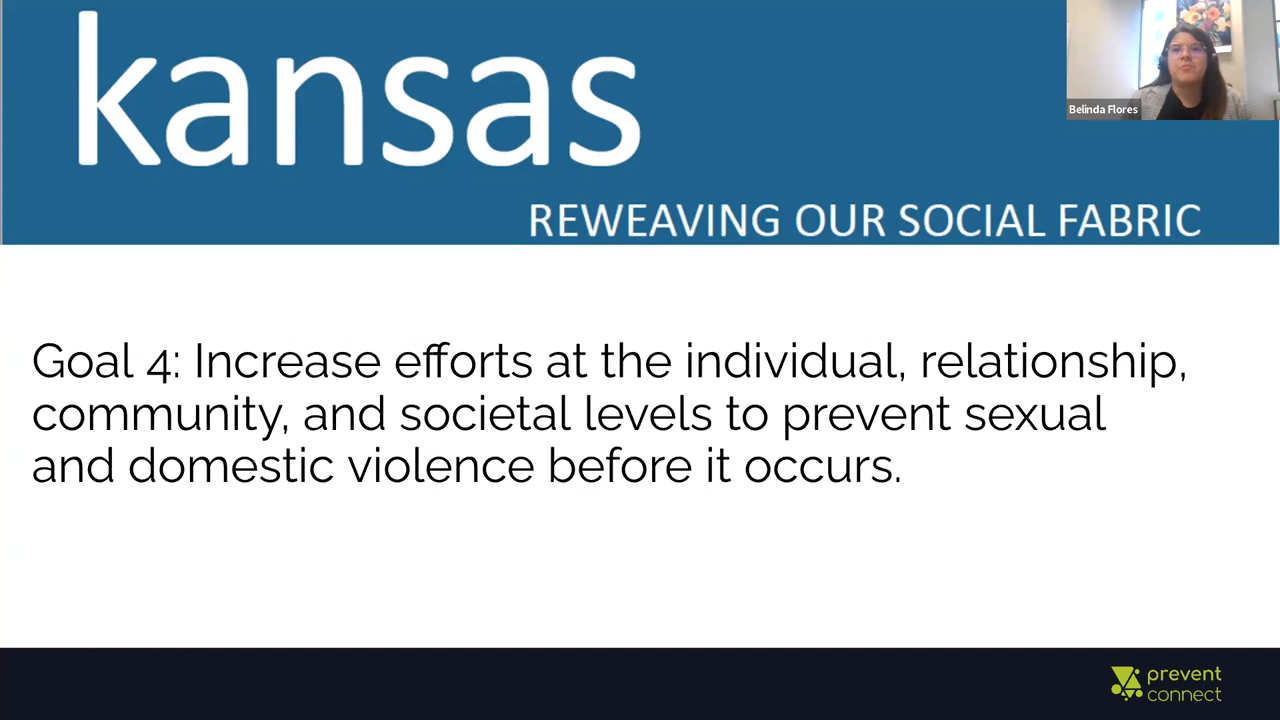 kansas
Belinda Flores
REWEAVING OUR SOCIAL FABRIC
Goal 4: Increase efforts at the individual, relationship,
community, and societal levels to prevent sexual
and domestic violence before it occurs.
prevent
connect